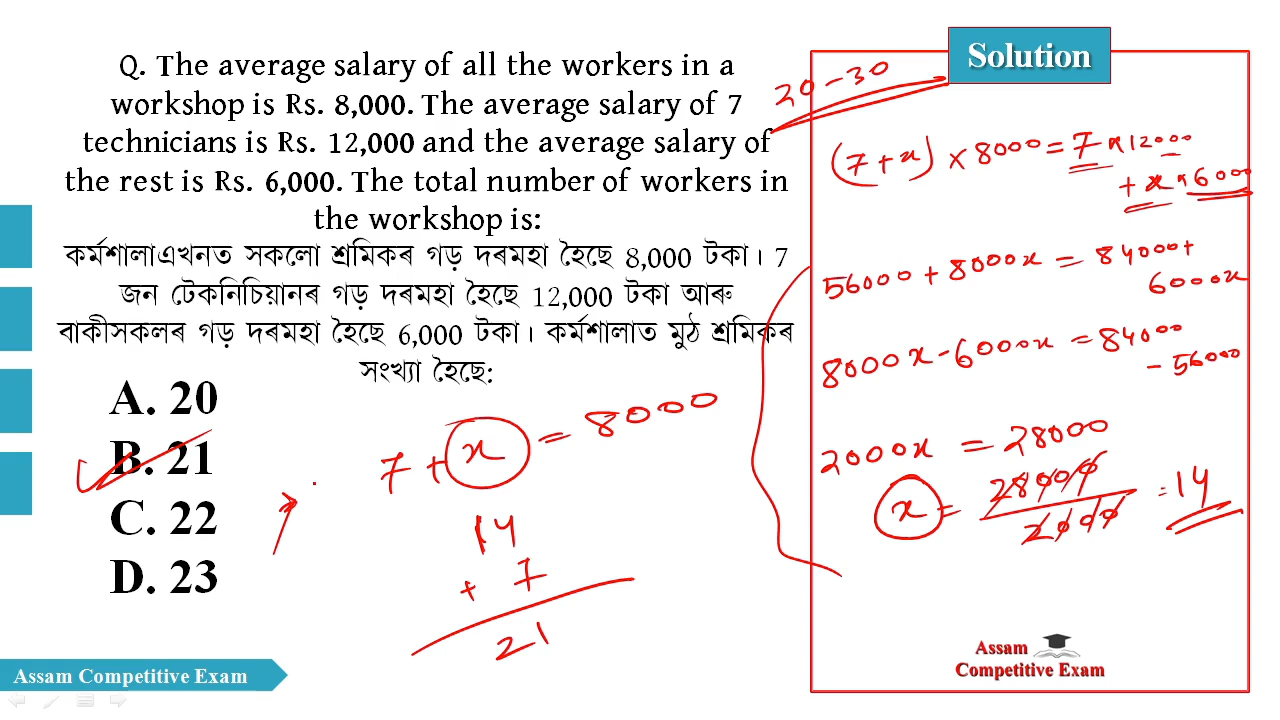 Q. The average salary of all the workers in a
workshop is Rs. 8,000. The average salary of 7
technicians is Rs. 12,000 and the average salary of
the rest is Rs. 6,000. The total number of workers in
the workshop is:
কৰ্মশালাএখনত সকলো শ্ৰমিকৰ গড় দৰমহা হৈছে 8,000 টকা। 7
জন টেকনিচিয়ানৰ গড় দৰমহা হৈছে 12,000 টকা আৰু
বাকীসকলৰ গড় দৰমহা হৈছে 6,000 টকা। কৰ্মশালাত মুঠ শ্ৰমিকৰ
সংখ্যা হৈছে:
A. 20
B. 21
C. 22
D. 23
7 + x = 8000
14
+ 7
21
Solution
20-30
(7+x) × 8000 = 7 × 12000
+ x × 6000
56000 + 8000x = 84000 +
6000x
8000x - 6000x = 84000
- 56000
2000x = 28000
x = 28000/2000 = 14
Assam
Competitive Exam
Assam Competitive Exam